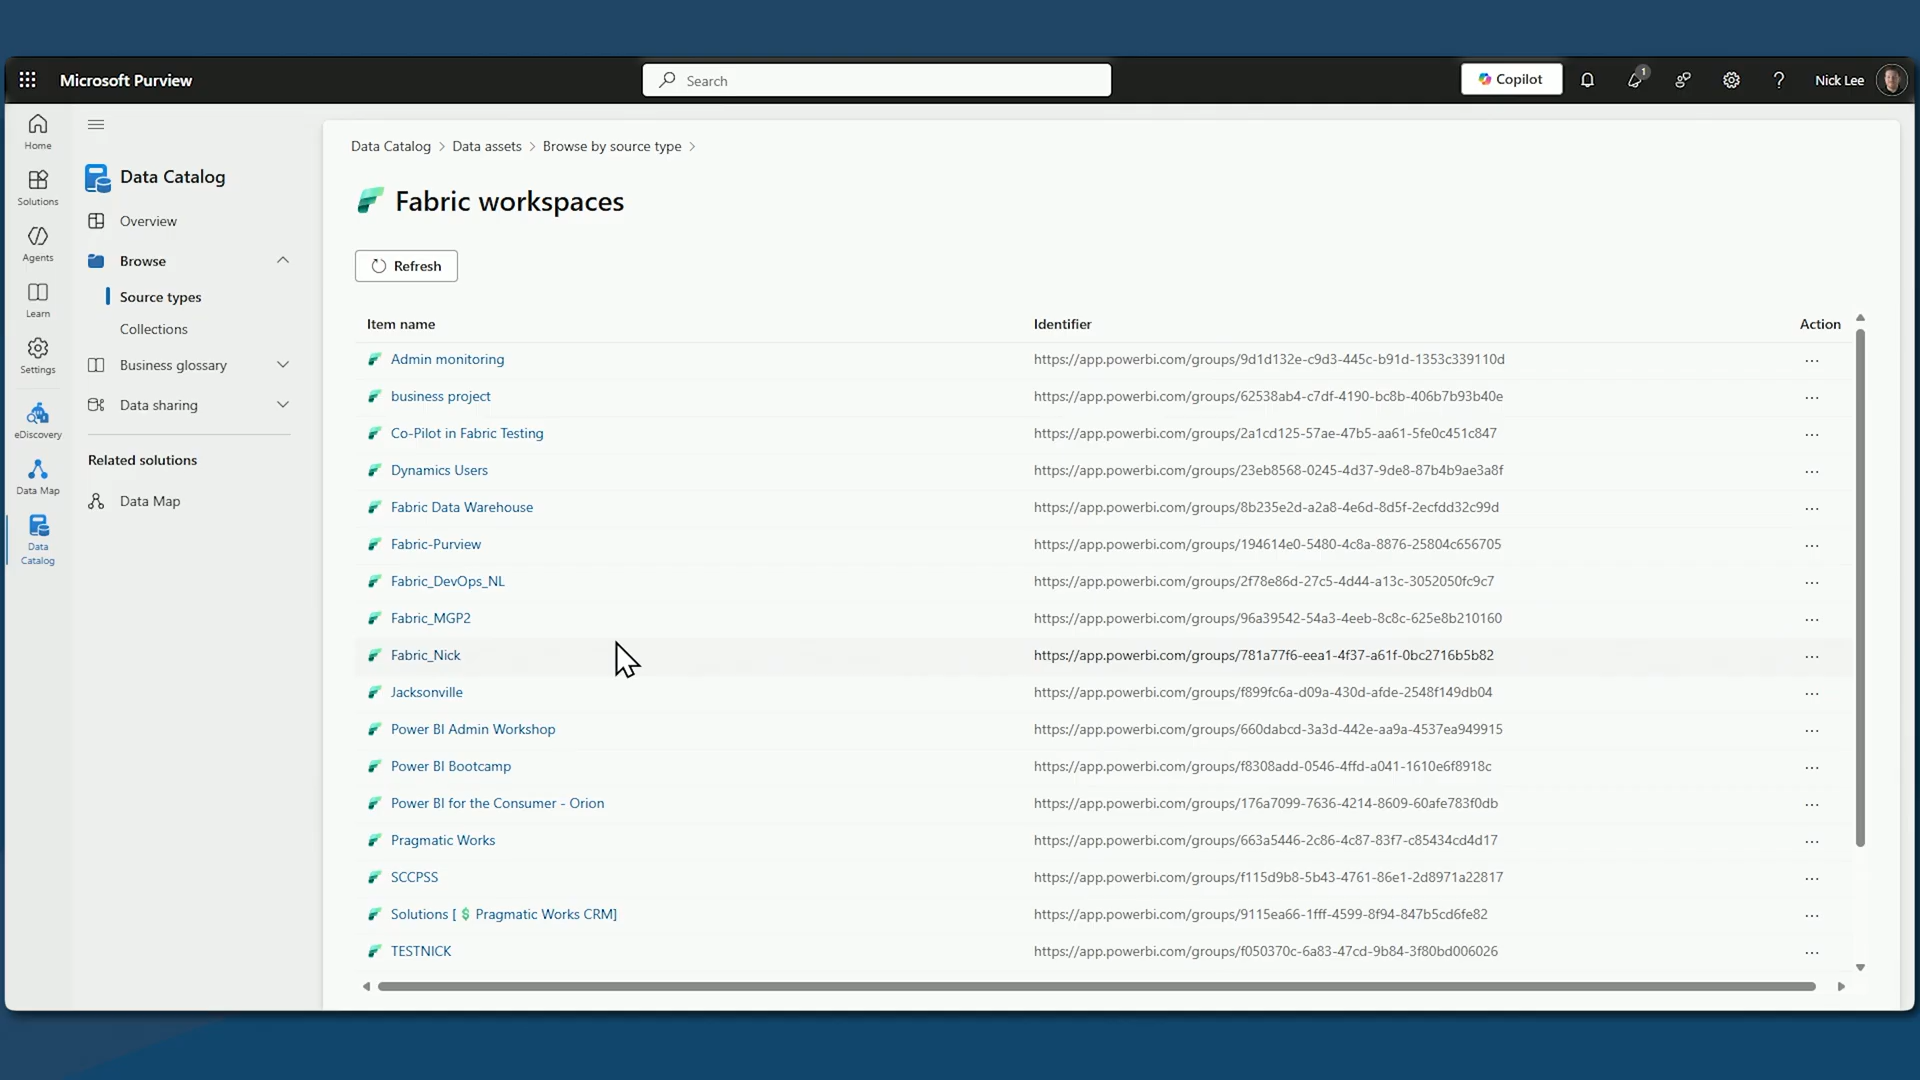 Microsoft Purview
Search
Copilot
1
Nick Lee
Home
Solutions
Agents
Learn
Settings
eDiscovery
Data Map
Data
Catalog
Data Catalog
Overview
Browse
Source types
Collections
Business glossary
Data sharing
Related solutions
Data Map
Data Catalog > Data assets > Browse by source type >
Fabric workspaces
Refresh
Item name Identifier Action
Admin monitoring https://app.powerbi.com/groups/9d1d132e-c9d3-445c-b91d-1353c339110d ...
business project https://app.powerbi.com/groups/62538ab4-c7df-4190-bc8b-406b7b93b40e ...
Co-Pilot in Fabric Testing https://app.powerbi.com/groups/2a1cd125-57ae-47b5-aa61-5fe0c451c847 ...
Dynamics Users https://app.powerbi.com/groups/23eb8568-0245-4d37-9de8-87b4b9ae3a8f ...
Fabric Data Warehouse https://app.powerbi.com/groups/8b235e2d-a2a8-4e6d-8d5f-2ecfdd32c99d ...
Fabric-Purview https://app.powerbi.com/groups/194614e0-5480-4c8a-8876-25804c656705 ...
Fabric_DevOps_NL https://app.powerbi.com/groups/2f78e86d-27c5-4d44-a13c-3052050fc9c7 ...
Fabric_MGP2 https://app.powerbi.com/groups/96a39542-54a3-4eeb-8c8c-625e8b210160 ...
Fabric_Nick https://app.powerbi.com/groups/781a77f6-eea1-4f37-a61f-0bc2716b5b82 ...
Jacksonville https://app.powerbi.com/groups/f899fc6a-d09a-430d-afde-2548f149db04 ...
Power BI Admin Workshop https://app.powerbi.com/groups/660dabcd-3a3d-442e-aa9a-4537ea949915 ...
Power BI Bootcamp https://app.powerbi.com/groups/f8308add-0546-4ffd-a041-1610e6f8918c ...
Power BI for the Consumer - Orion https://app.powerbi.com/groups/176a7099-7636-4214-8609-60afe783f0db ...
Pragmatic Works https://app.powerbi.com/groups/663a5446-2c86-4c87-83f7-c85434cd4d17 ...
SCCPSS https://app.powerbi.com/groups/f115d9b8-5b43-4761-86e1-2d8971a22817 ...
Solutions [ 💲 Pragmatic Works CRM] https://app.powerbi.com/groups/9115ea66-1fff-4599-8f94-847b5cd6fe82 ...
TESTNICK https://app.powerbi.com/groups/f050370c-6a83-47cd-9b84-3f80bd006026 ...